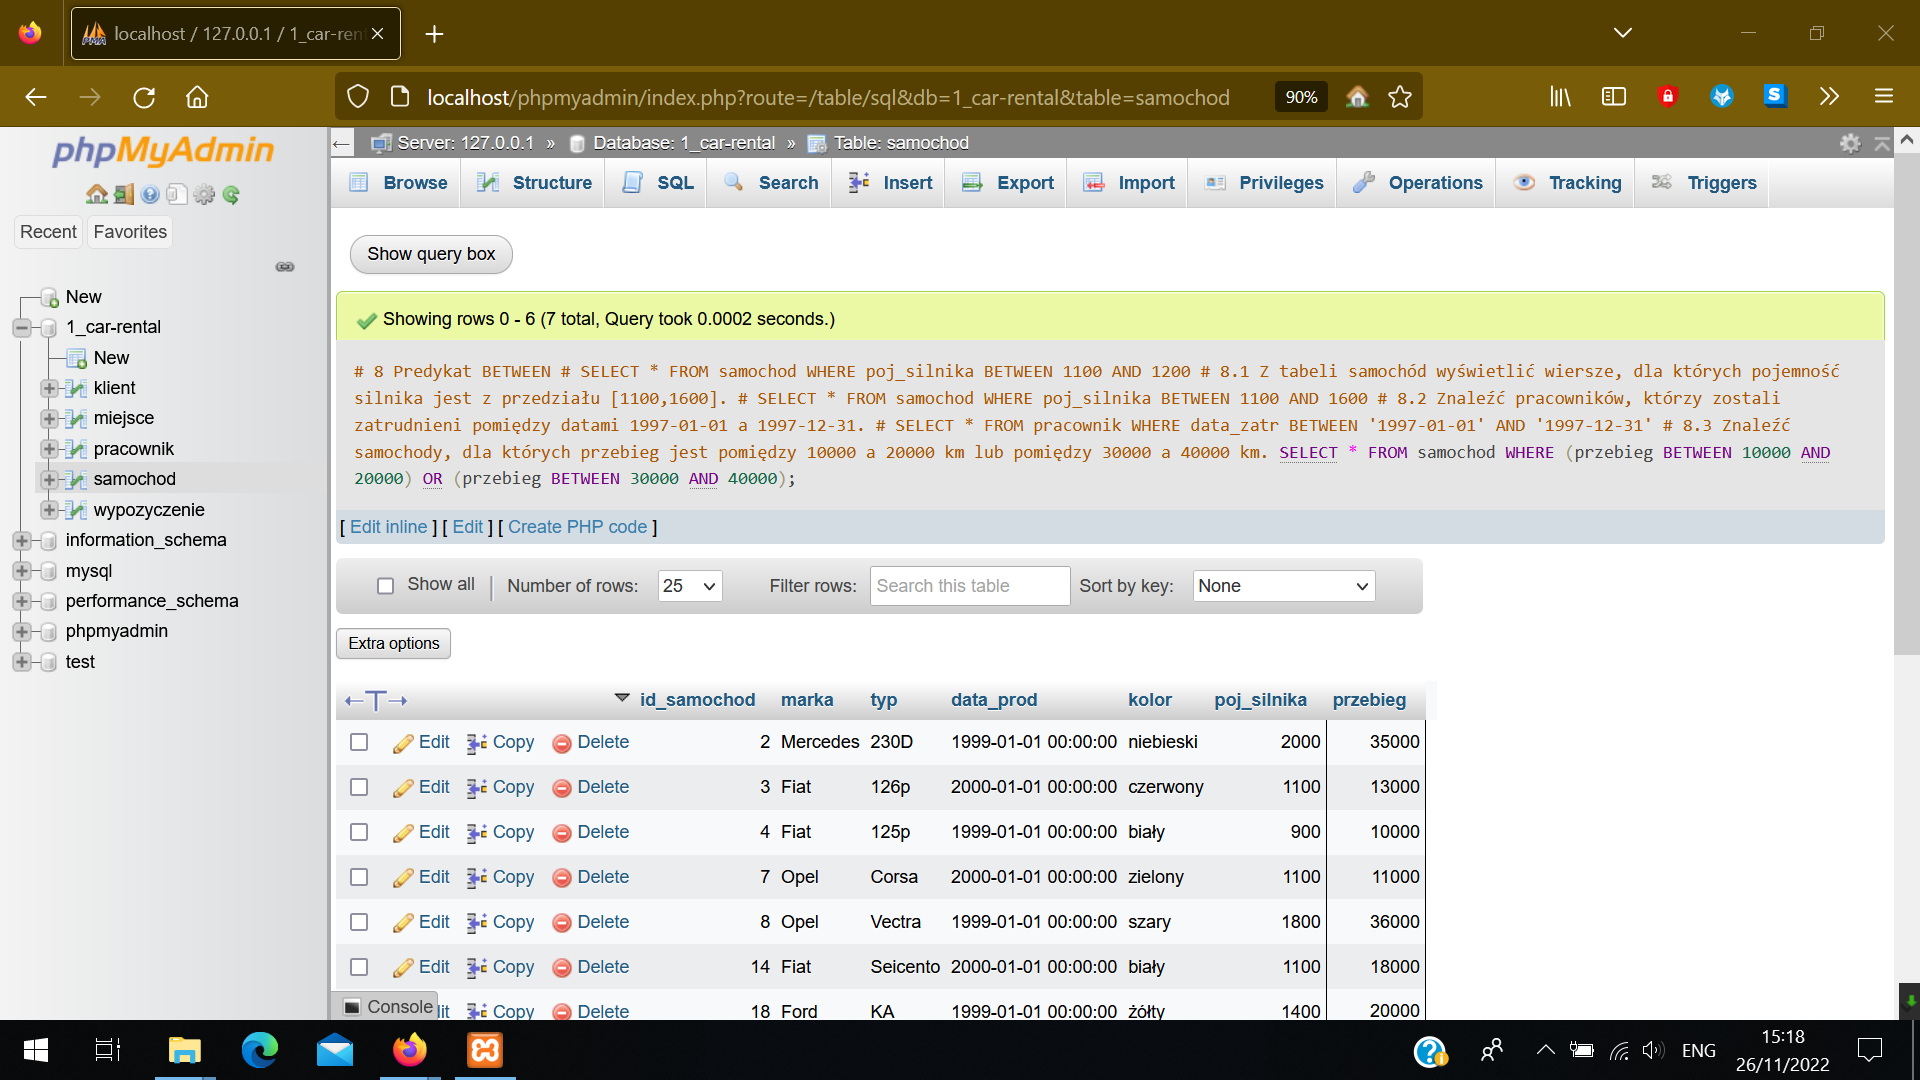 localhost / 127.0.0.1 / 1_car-ren
localhost/phpmyadmin/index.php?route=/table/sql&db=1_car-rental&table=samochod
90%
phpMyAdmin
Recent
Favorites
New
1_car-rental
New
klient
miejsce
pracownik
samochod
wypozyczenie
information_schema
mysql
performance_schema
phpmyadmin
test
Server: 127.0.0.1 » Database: 1_car-rental » Table: samochod
Browse
Structure
SQL
Search
Insert
Export
Import
Privileges
Operations
Tracking
Triggers
Show query box
Showing rows 0 - 6 (7 total, Query took 0.0002 seconds.)
# 8 Predykat BETWEEN # SELECT * FROM samochod WHERE poj_silnika BETWEEN 1100 AND 1200 # 8.1 Z tabeli samochód wyświetlić wiersze, dla których pojemność
silnika jest z przedziału [1100,1600]. # SELECT * FROM samochod WHERE poj_silnika BETWEEN 1100 AND 1600 # 8.2 Znaleźć pracowników, którzy zostali
zatrudnieni pomiędzy datami 1997-01-01 a 1997-12-31. # SELECT * FROM pracownik WHERE data_zatr BETWEEN '1997-01-01' AND '1997-12-31' # 8.3 Znaleźć
samochody, dla których przebieg jest pomiędzy 10000 a 20000 km lub pomiędzy 30000 a 40000 km. SELECT * FROM samochod WHERE (przebieg BETWEEN 10000 AND
20000) OR (przebieg BETWEEN 30000 AND 40000);
[ Edit inline ] [ Edit ] [ Create PHP code ]
Show all
Number of rows: 25
Filter rows: Search this table
Sort by key: None
Extra options
id_samochod marka typ data_prod kolor poj_silnika przebieg
Edit Copy Delete 2 Mercedes 230D 1999-01-01 00:00:00 niebieski 2000 35000
Edit Copy Delete 3 Fiat 126p 2000-01-01 00:00:00 czerwony 1100 13000
Edit Copy Delete 4 Fiat 125p 1999-01-01 00:00:00 biały 900 10000
Edit Copy Delete 7 Opel Corsa 2000-01-01 00:00:00 zielony 1100 11000
Edit Copy Delete 8 Opel Vectra 1999-01-01 00:00:00 szary 1800 36000
Edit Copy Delete 14 Fiat Seicento 2000-01-01 00:00:00 biały 1100 18000
Console
Copy Delete 18 Ford KA 1999-01-01 00:00:00 żółty 1400 20000
ENG
15:18
26/11/2022